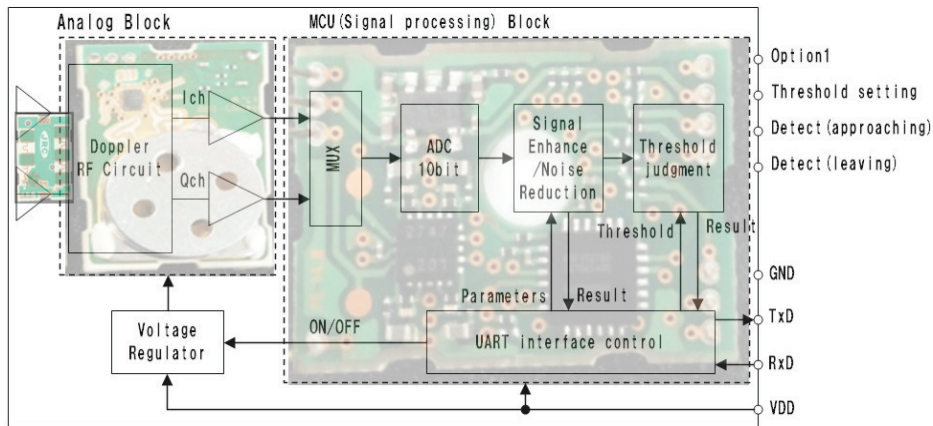 Analog Block
MCU(Signal processing) Block
Option1
Threshold setting
Detect(approaching)
Detect(leaving)
GND
TxD
RxD
VDD
Doppler
RF Circuit
Ich
Qch
MUX
ADC
10bit
Signal
Enhance
/Noise
Reduction
Threshold
judgment
Threshold
Result
Parameters
Result
UART interface control
ON/OFF
Voltage
Regulator